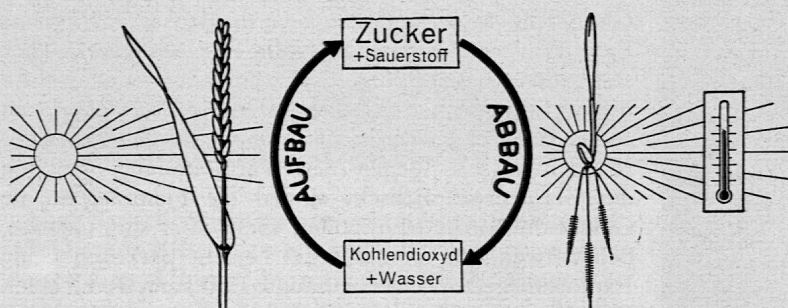 Zucker
+Sauerstoff
AUFBAU
ABBAU
Kohlendioxyd
+Wasser